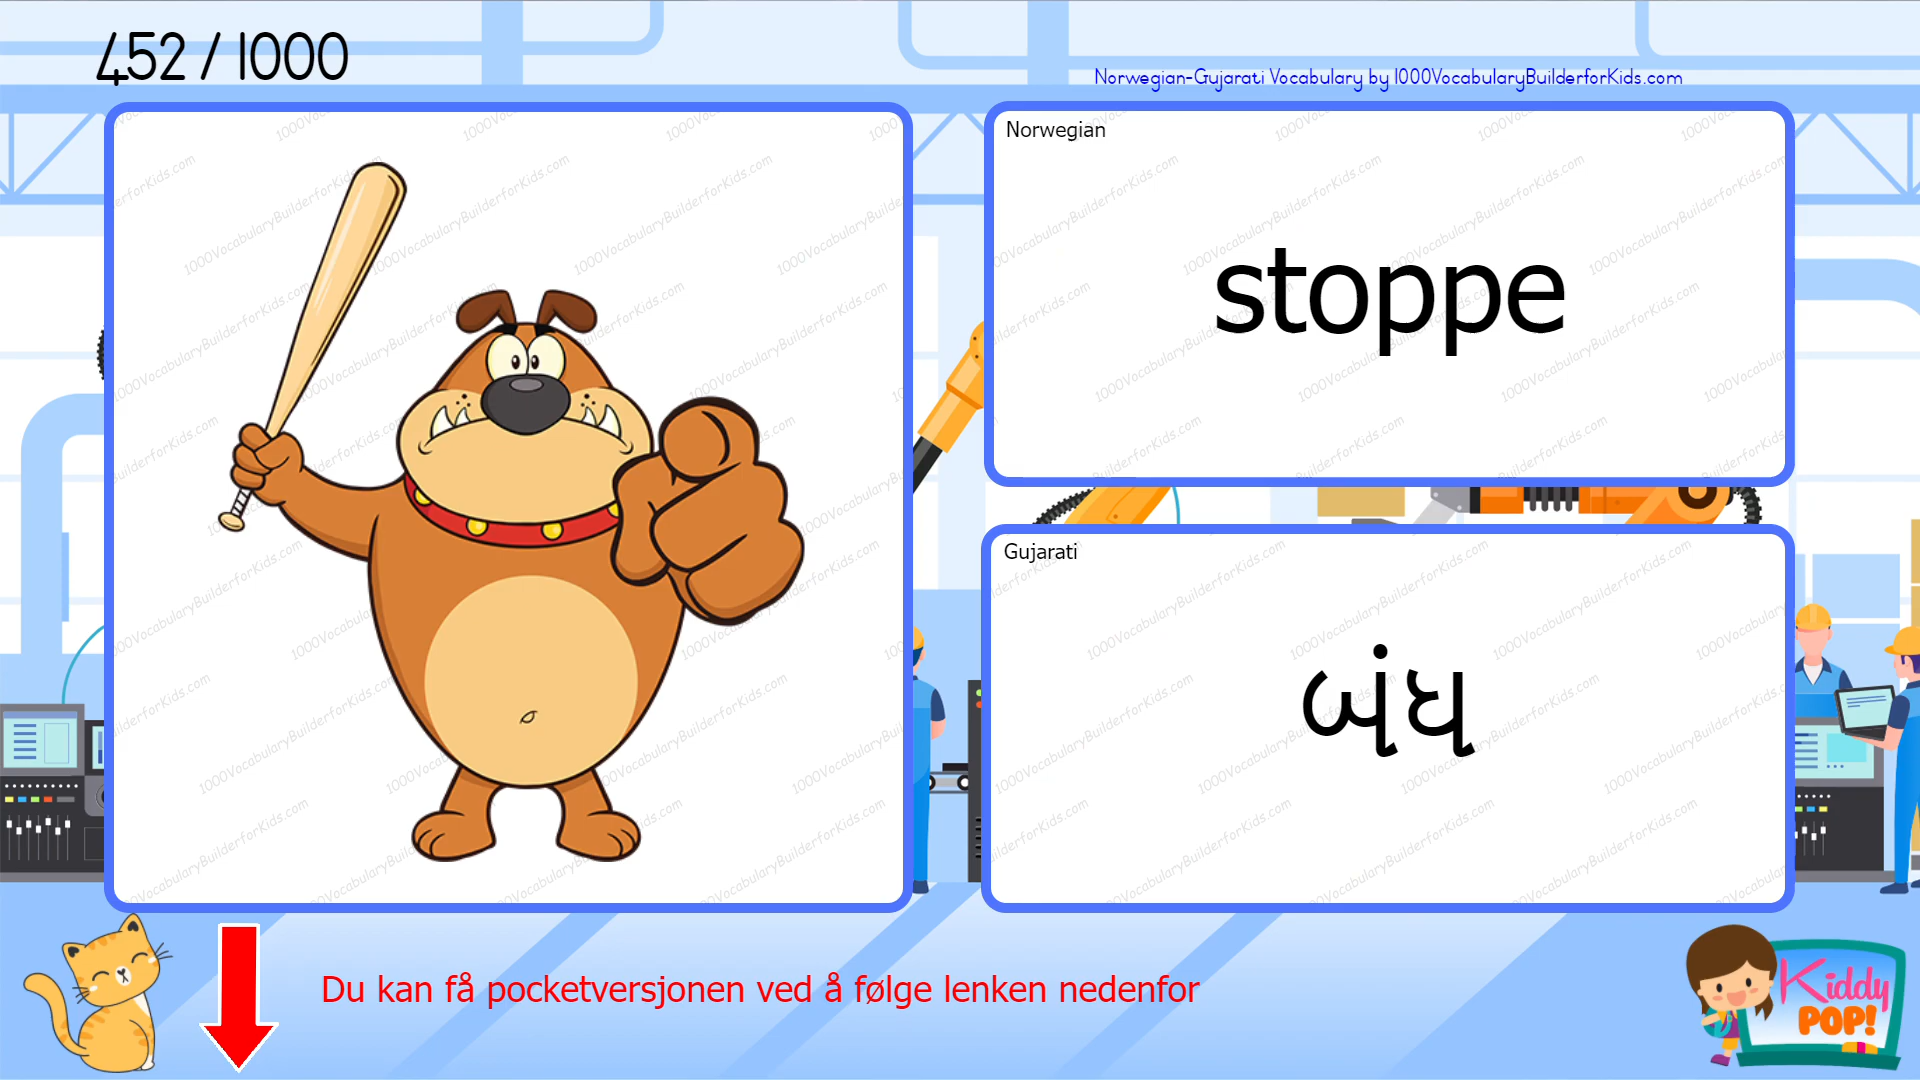 452 / 1000
Norwegian-Gujarati Vocabulary by 1000VocabularyBuilderforKids.com
Norwegian
stoppe
Gujarati
બંધ
Du kan få pocketversjonen ved å følge lenken nedenfor
Kiddy
POP!